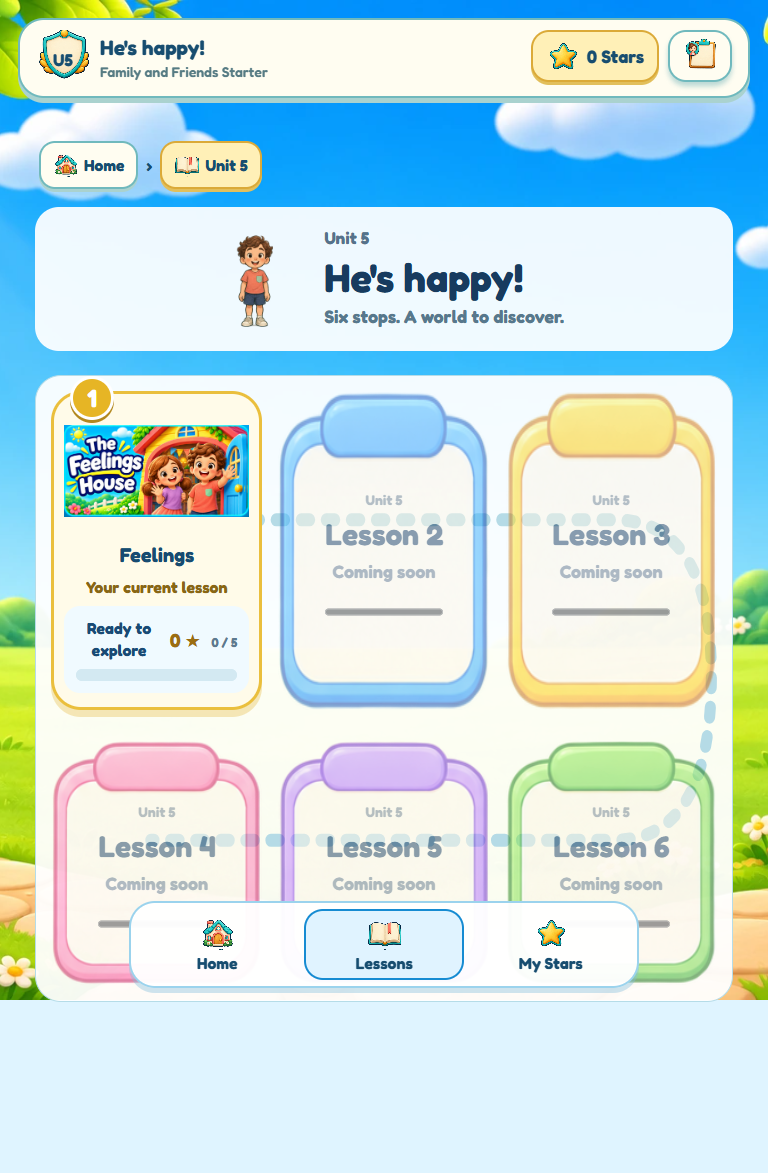 U5
He's happy!
Family and Friends Starter
0 Stars
Home
›
Unit 5
Unit 5
He's happy!
Six stops. A world to discover.
1
The
Feelings
House
Feelings
Your current lesson
Ready to
explore
0 ★
0 / 5
Unit 5
Lesson 2
Coming soon
Unit 5
Lesson 3
Coming soon
Unit 5
Lesson 4
Coming soon
Unit 5
Lesson 5
Coming soon
Unit 5
Lesson 6
Coming soon
Home
Lessons
My Stars